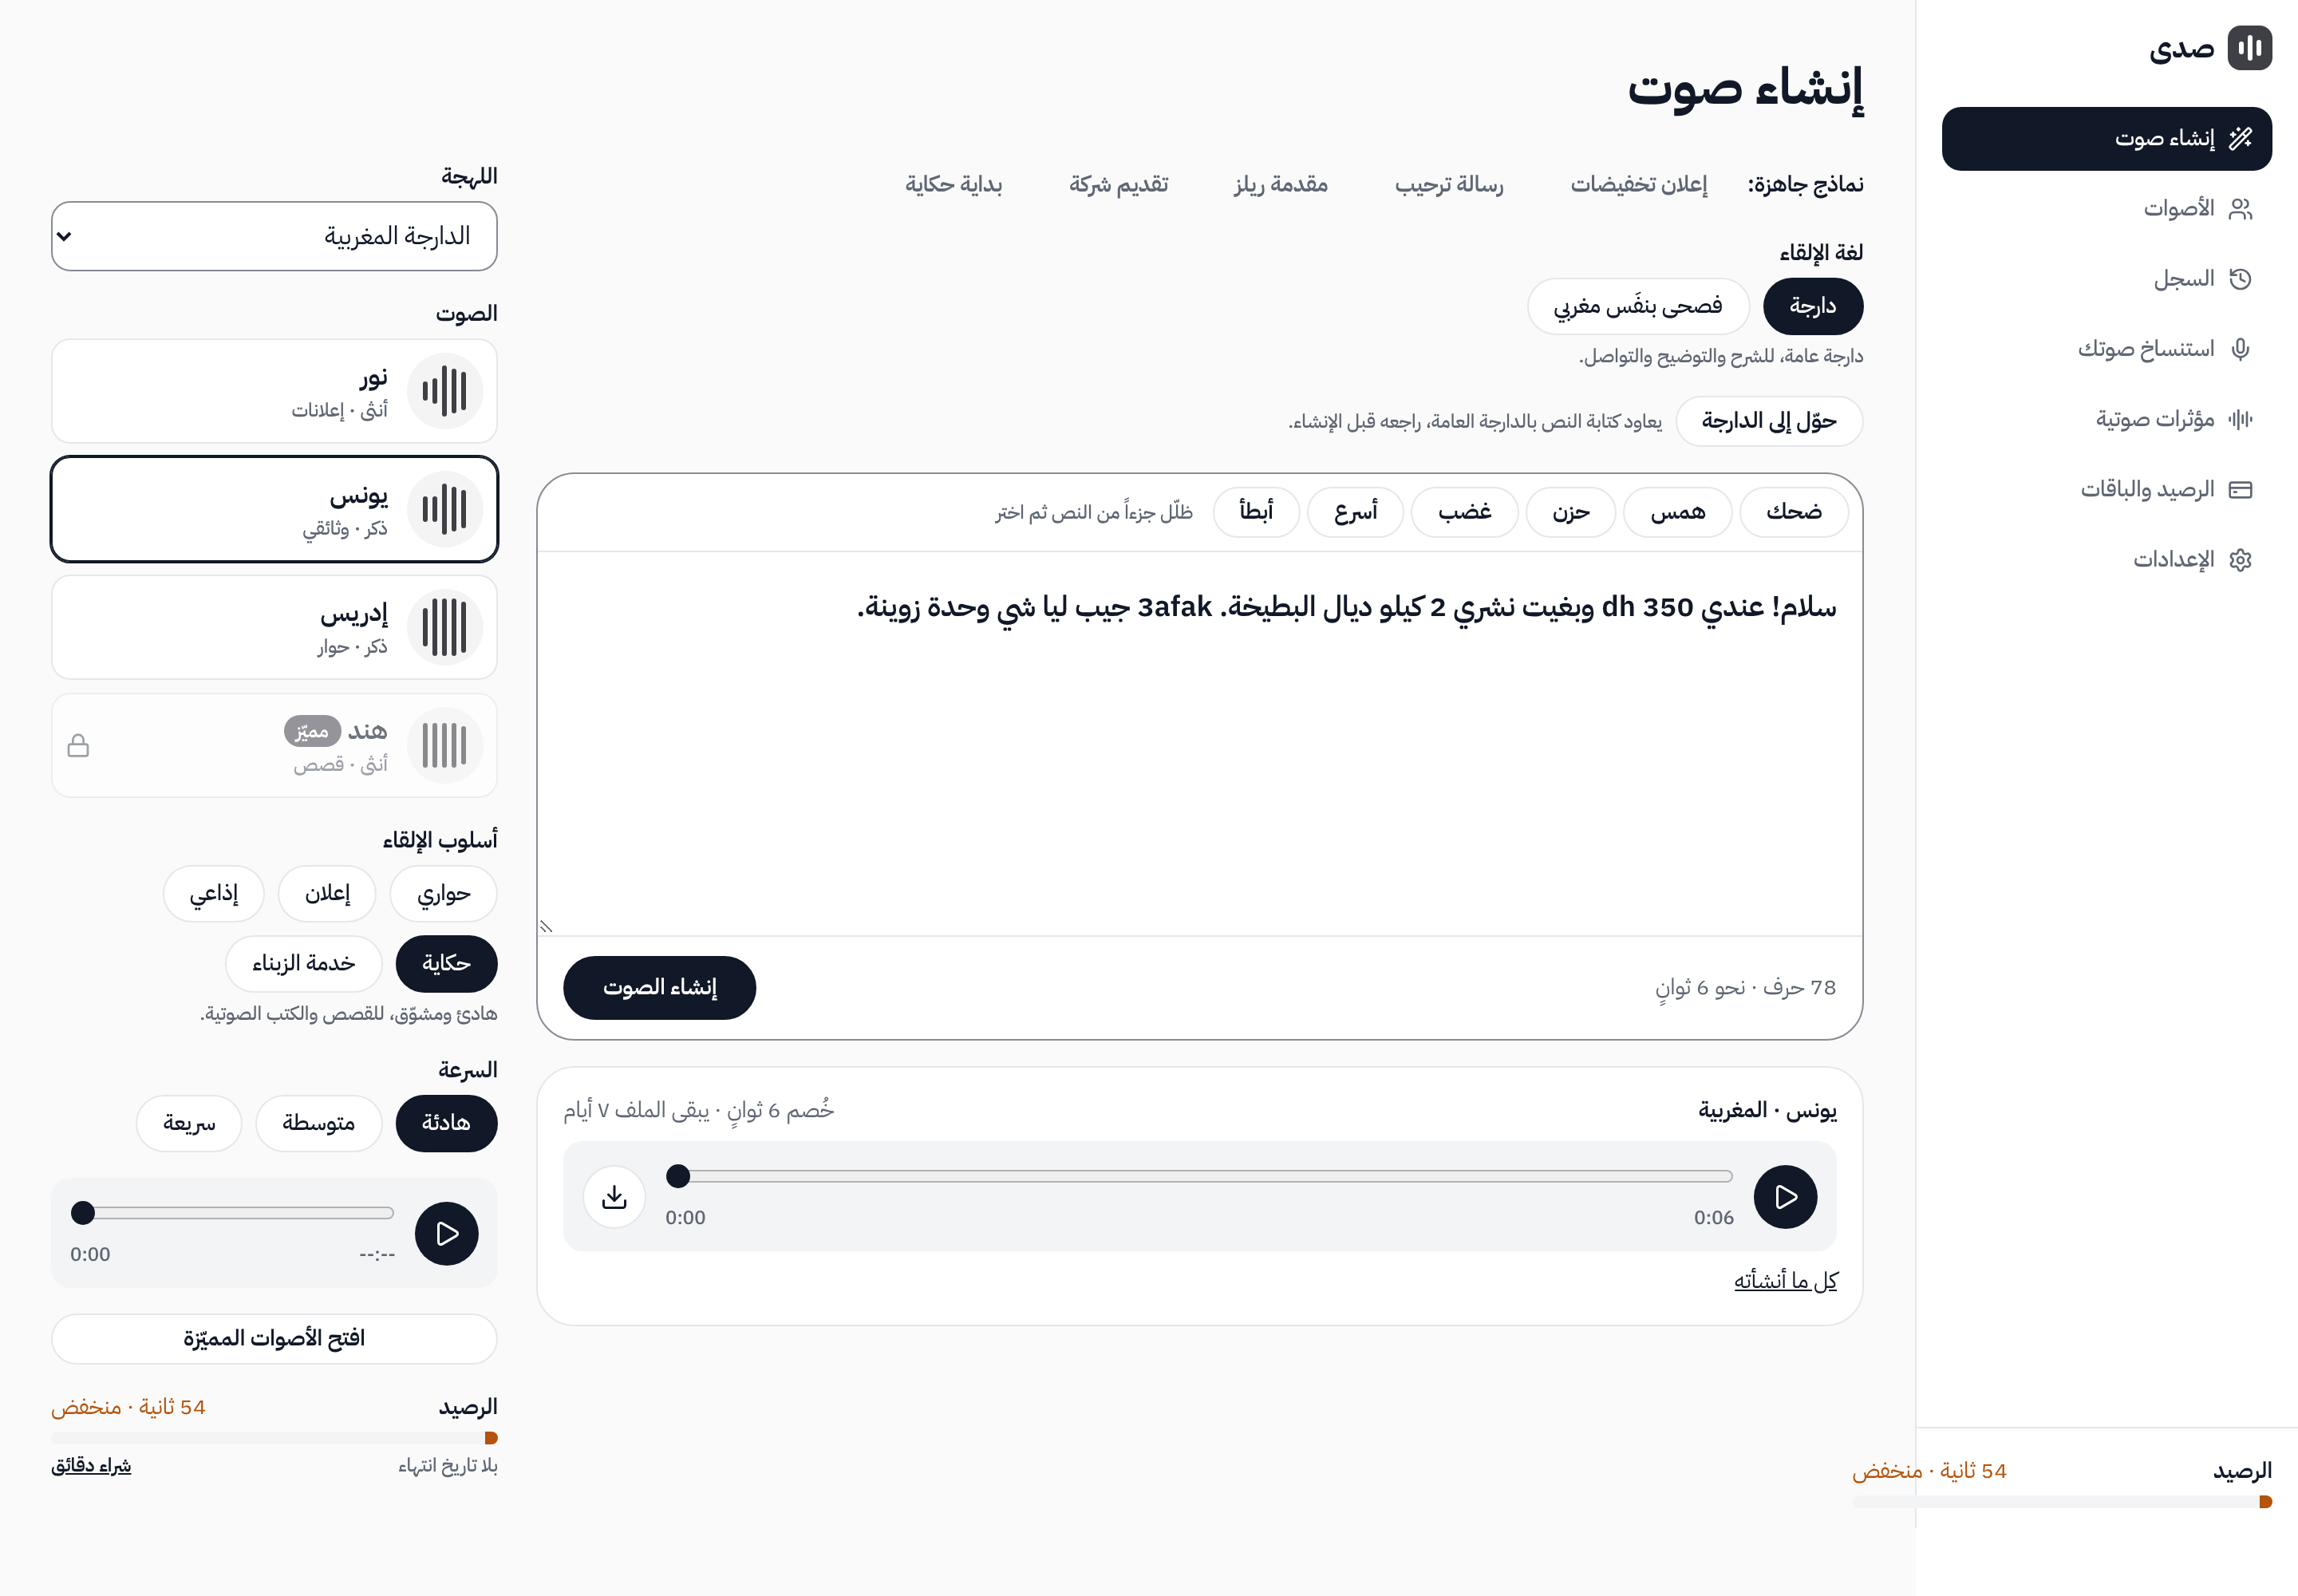 صدى
إنشاء صوت
الأصوات
السجل
استنساخ صوتك
مؤثرات صوتية
الرصيد والباقات
الإعدادات
الرصيد
54 ثانية · منخفض
إنشاء صوت
نماذج جاهزة: إعلان تخفيضات رسالة ترحيب مقدمة ريلز تقديم شركة بداية حكاية
لغة الإلقاء
دارجة فصحى بنفَس مغربي
دارجة عامة، للشرح والتوضيح والتواصل.
حوّل إلى الدارجة يعاود كتابة النص بالدارجة العامة، راجعه قبل الإنشاء.
ضحك همس حزن غضب أسرع أبطأ ظلّل جزءاً من النص ثم اختر
سلام! عندي 350 dh وبغيت نشري 2 كيلو ديال البطيخة. 3afak جيب ليا شي وحدة زوينة.
78 حرف · نحو 6 ثوانٍ
إنشاء الصوت
يونس · المغربية
خُصم 6 ثوانٍ · يبقى الملف ٧ أيام
0:06
0:00
كل ما أنشأته
اللهجة
الدارجة المغربية
الصوت
نور
أنثى · إعلانات
يونس
ذكر · وثائقي
إدريس
ذكر · حوار
هند مميّز
أنثى · قصص
أسلوب الإلقاء
حواري إعلان إذاعي
حكاية خدمة الزبناء
هادئ ومشوّق، للقصص والكتب الصوتية.
السرعة
هادئة متوسطة سريعة
--:--
0:00
افتح الأصوات المميّزة
الرصيد
54 ثانية · منخفض
بلا تاريخ انتهاء
شراء دقائق